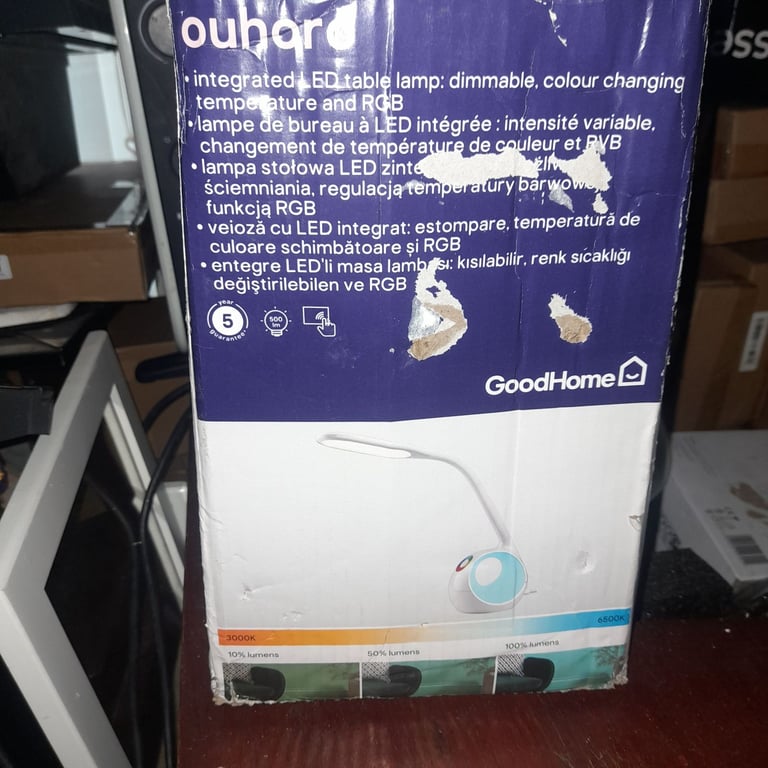 ouhara
• integrated LED table lamp: dimmable, colour changing
temperature and RGB
• lampe de bureau à LED intégrée : intensité variable,
changement de température de couleur et RVB
• lampa stołowa LED
ściemniania, regulacją temperatury barwowej,
funkcją RGB
• veioză cu LED integrat: estompare, temperatură de
culoare schimbătoare și RGB
• entegre LED'li masa lambası: kısılabilir, renk sıcaklığı
değiştirilebilen ve RGB
year
5
guarantee
500
lm
GoodHome
3000K
6500K
10% lumens
50% lumens
100% lumens